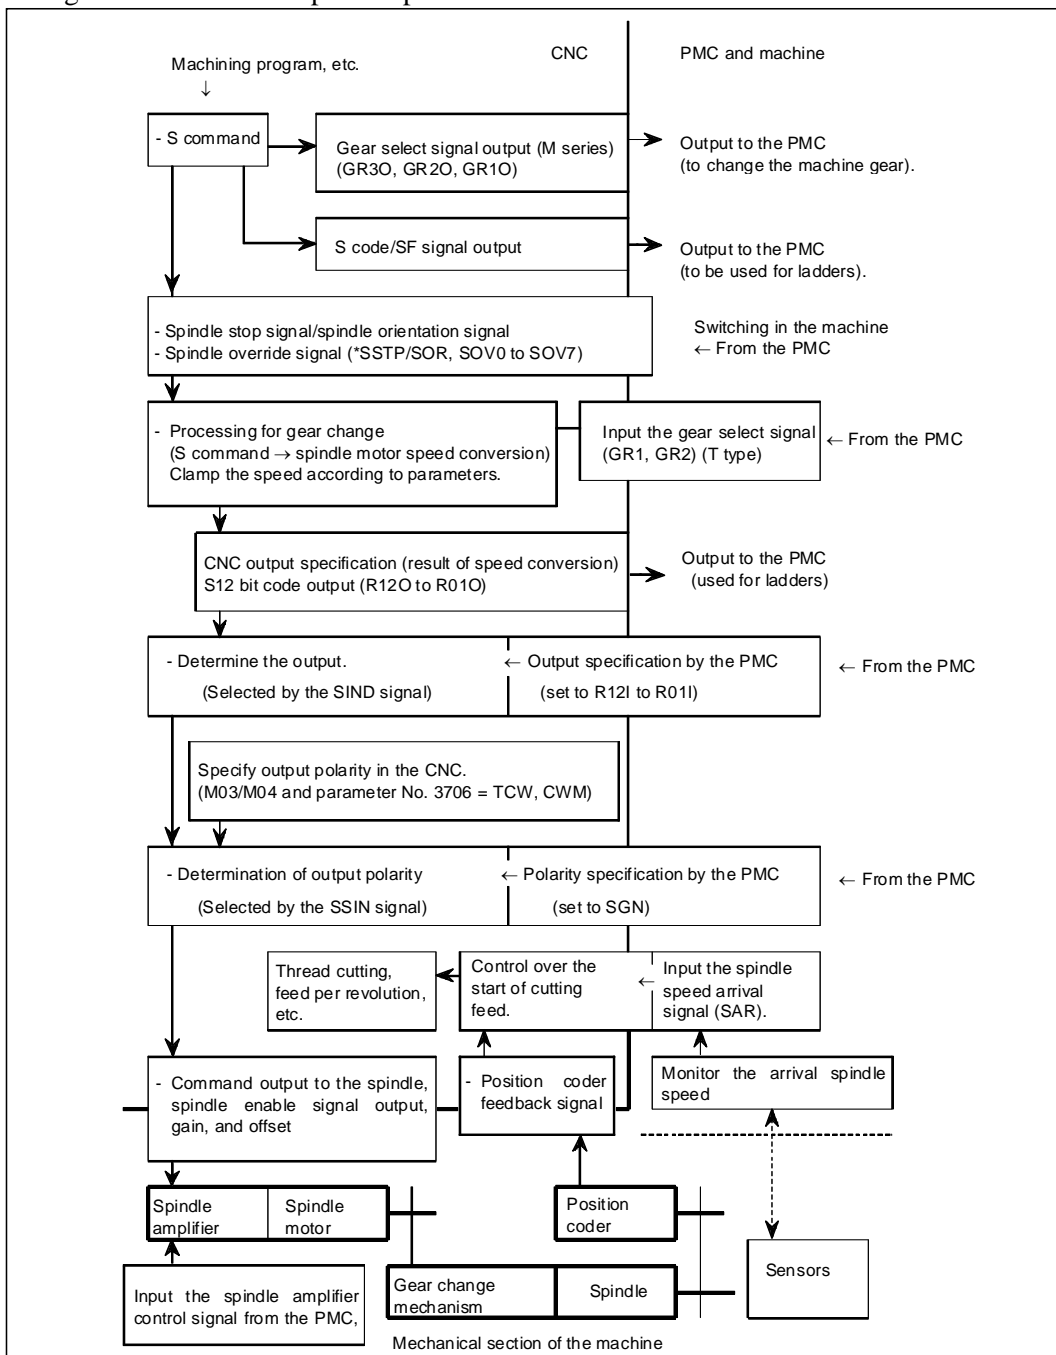 CNC
PMC and machine
Machining program, etc.
↓
- S command
Gear select signal output (M series)
(GR3O, GR2O, GR1O)
Output to the PMC
(to change the machine gear).
S code/SF signal output
Output to the PMC
(to be used for ladders).
- Spindle stop signal/spindle orientation signal
- Spindle override signal (*SSTP/SOR, SOV0 to SOV7)
Switching in the machine
← From the PMC
- Processing for gear change
(S command → spindle motor speed conversion)
Clamp the speed according to parameters.
Input the gear select signal
(GR1, GR2) (T type)
← From the PMC
CNC output specification (result of speed conversion)
S12 bit code output (R12O to R01O)
Output to the PMC
(used for ladders)
- Determine the output.
(Selected by the SIND signal)
← Output specification by the PMC
(set to R12I to R01I)
← From the PMC
Specify output polarity in the CNC.
(M03/M04 and parameter No. 3706 = TCW, CWM)
- Determination of output polarity
(Selected by the SSIN signal)
← Polarity specification by the PMC
(set to SGN)
← From the PMC
Thread cutting,
feed per revolution,
etc.
Control over the
start of cutting
feed.
← Input the spindle
speed arrival
signal (SAR).
- Command output to the spindle,
spindle enable signal output,
gain, and offset
- Position coder
feedback signal
Monitor the arrival spindle
speed
Spindle
amplifier
Spindle
motor
Position
coder
Sensors
Input the spindle amplifier
control signal from the PMC,
Gear change
mechanism
Spindle
Mechanical section of the machine